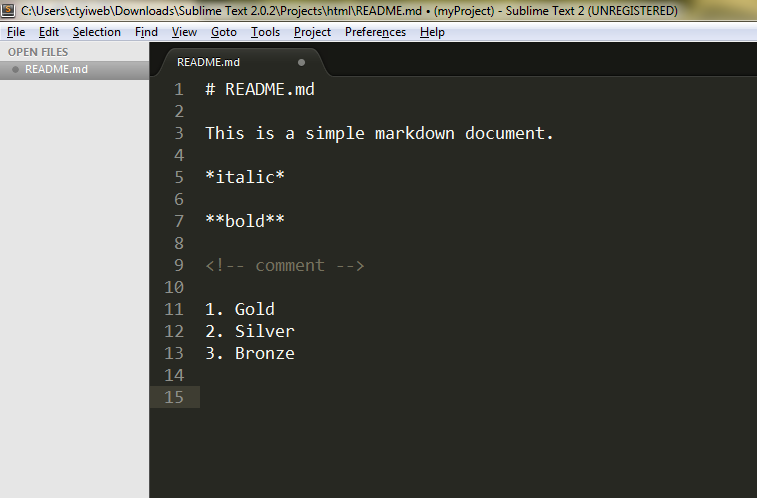 C:\Users\ctyiweb\Downloads\Sublime Text 2.0.2\Projects\html\README.md • (myProject) - Sublime Text 2 (UNREGISTERED)
File Edit Selection Find View Goto Tools Project Preferences Help
OPEN FILES
README.md
README.md
1 # README.md
2
3 This is a simple markdown document.
4
5 *italic*
6
7 **bold**
8
9 <!-- comment -->
10
11 1. Gold
12 2. Silver
13 3. Bronze
14
15